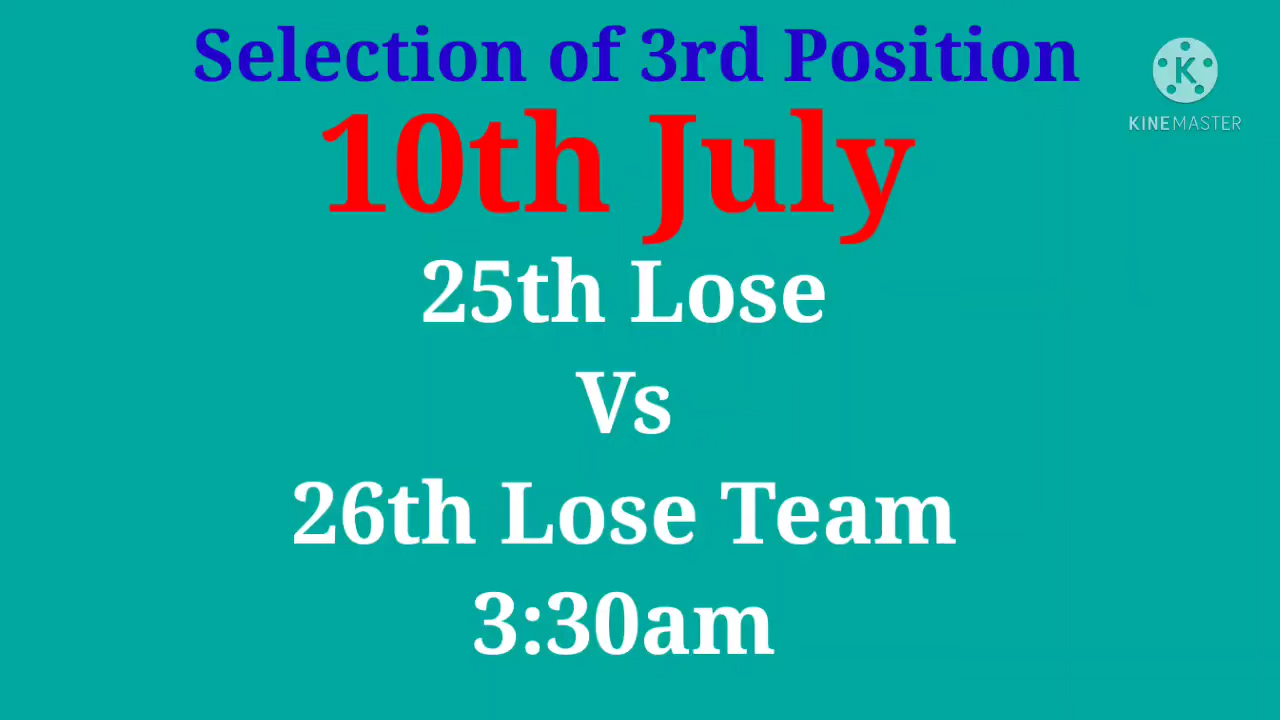 Selection of 3rd Position
10th July
25th Lose
Vs
26th Lose Team
3:30am
K
KINEMASTER